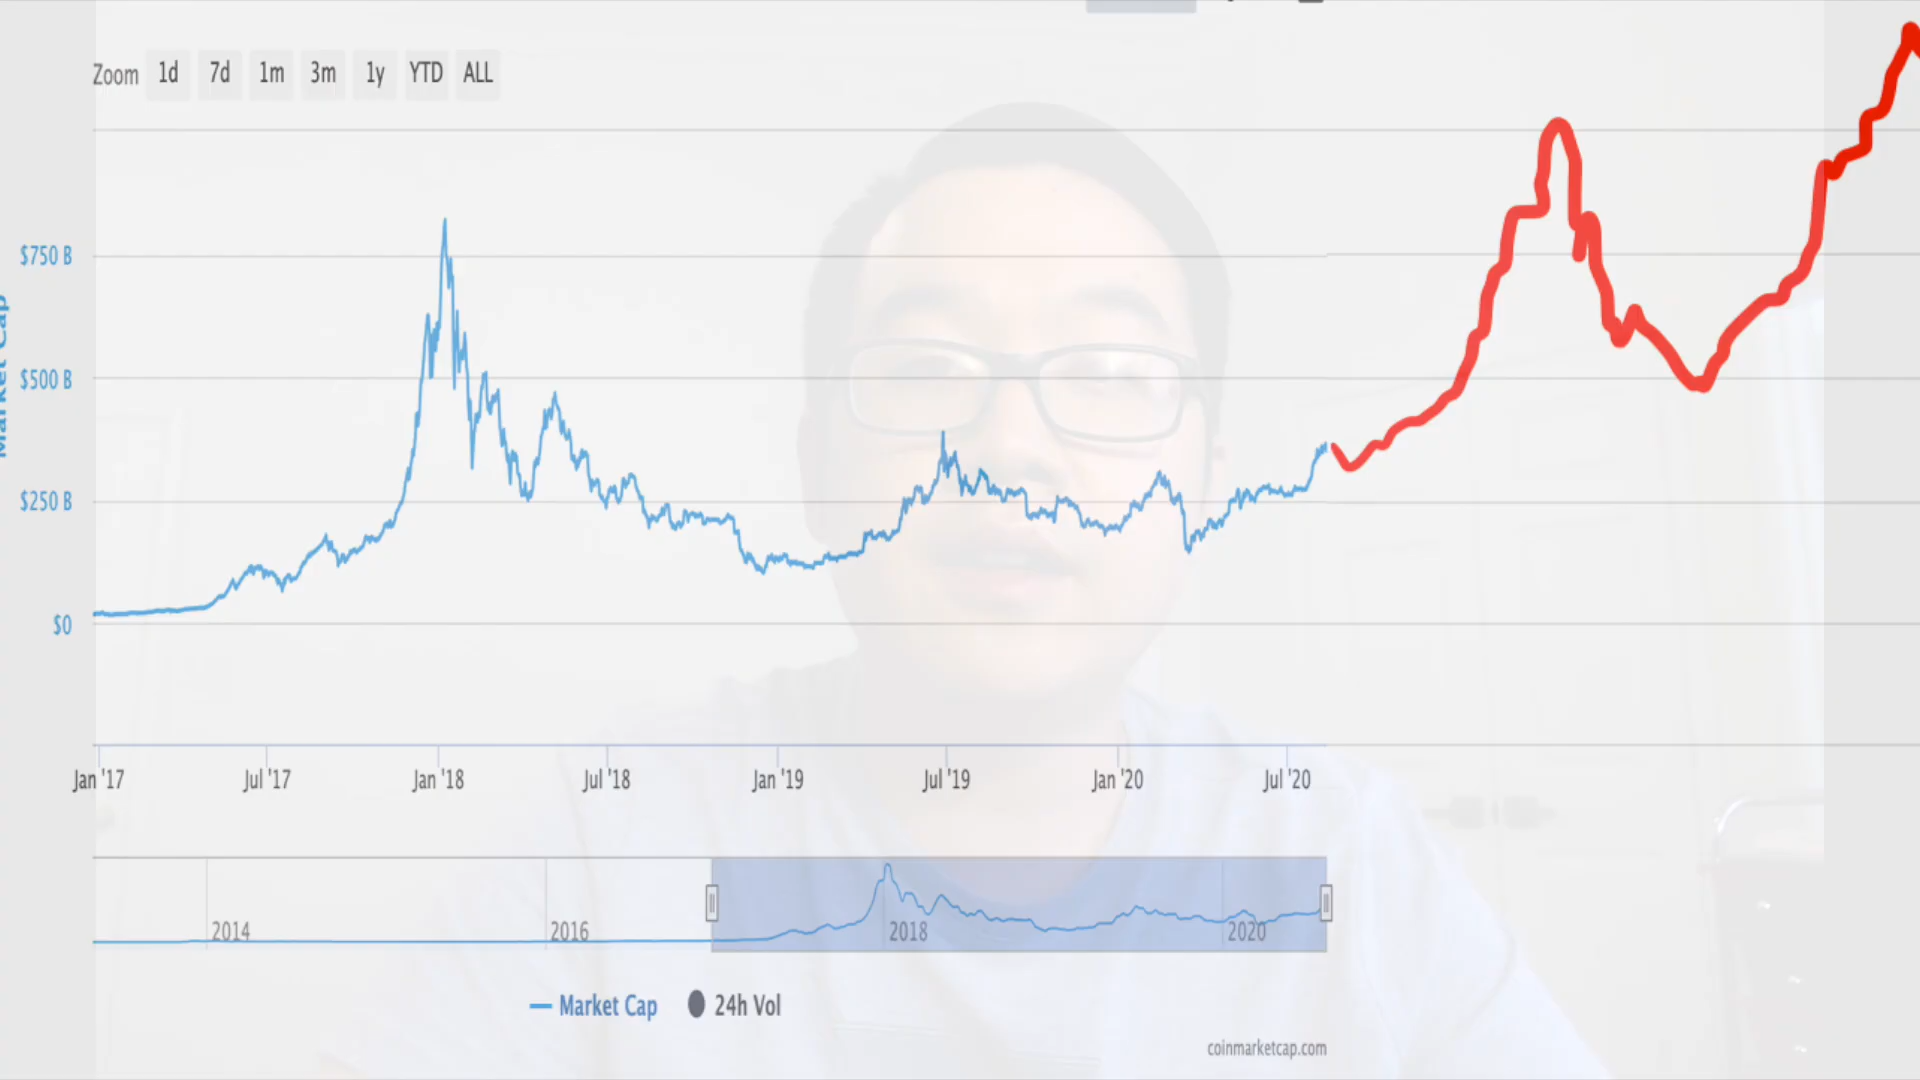 Zoom 1d 7d 1m 3m 1y YTD ALL
$750 B
Market Cap
$500 B
$250 B
$0
Jan '17 Jul '17 Jan '18 Jul '18 Jan '19 Jul '19 Jan '20 Jul '20
2014 2016 2018 2020
Market Cap 24h Vol
coinmarketcap.com